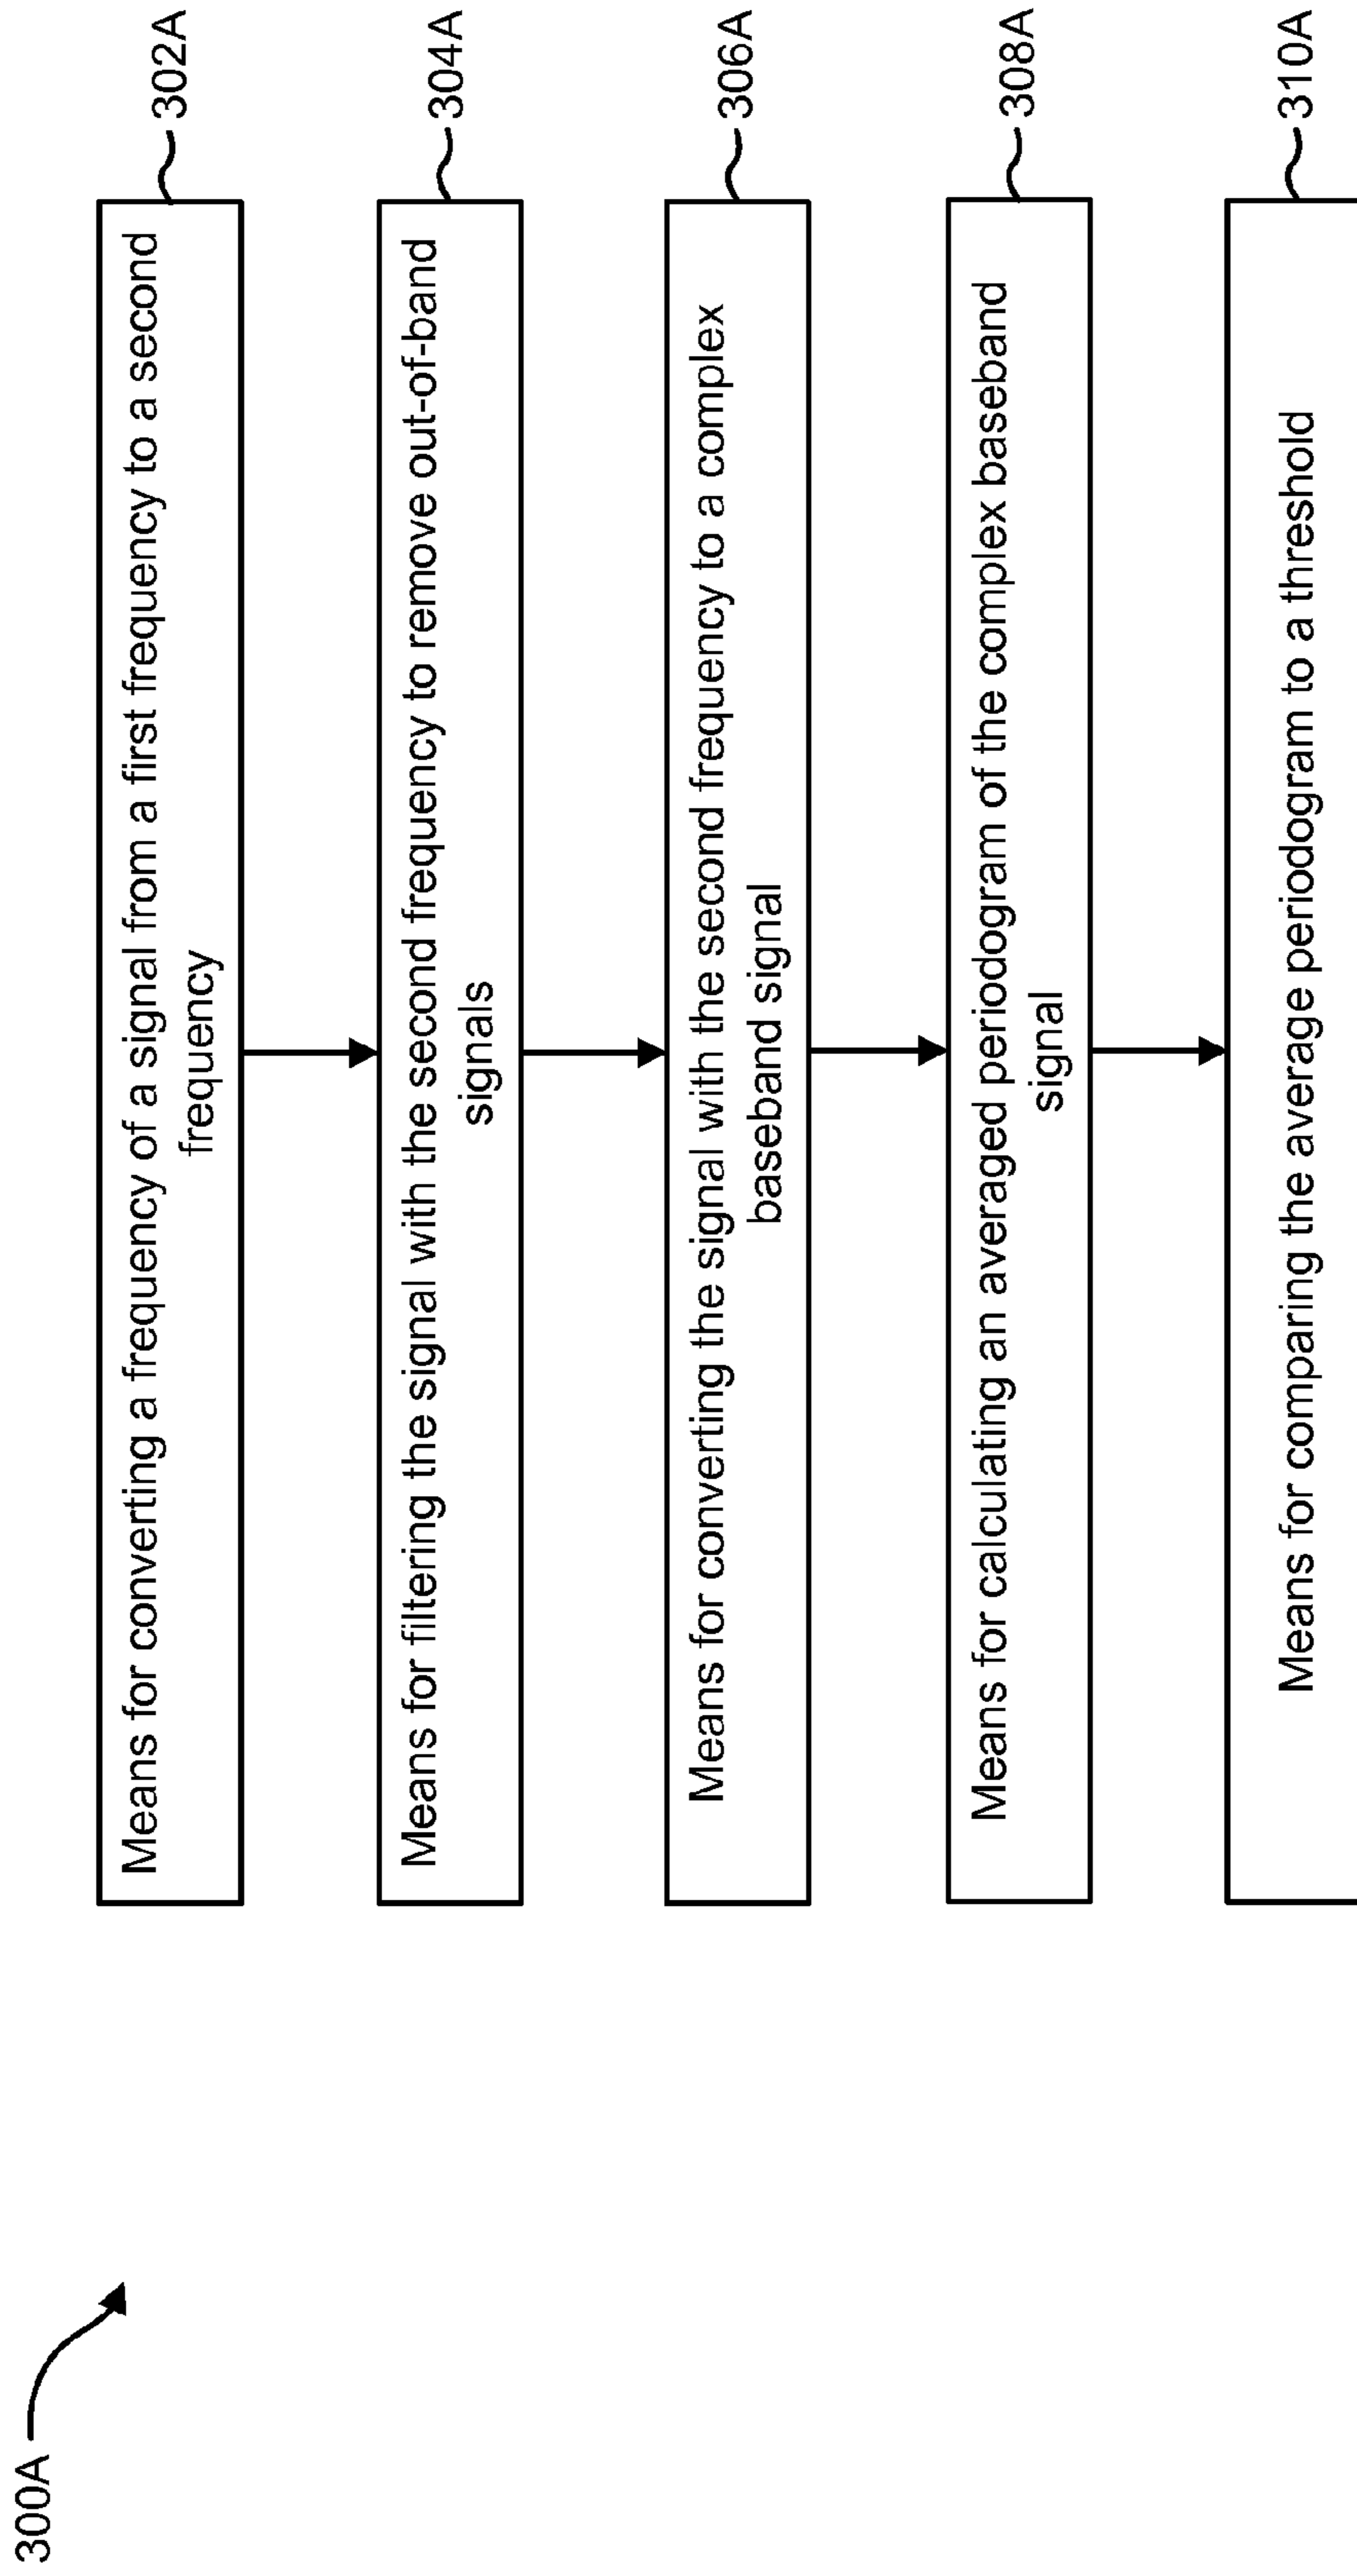 300A
Means for converting a frequency of a signal from a first frequency to a second
frequency
302A
Means for filtering the signal with the second frequency to remove out-of-band
signals
304A
Means for converting the signal with the second frequency to a complex
baseband signal
306A
Means for calculating an averaged periodogram of the complex baseband
signal
308A
Means for comparing the average periodogram to a threshold
310A